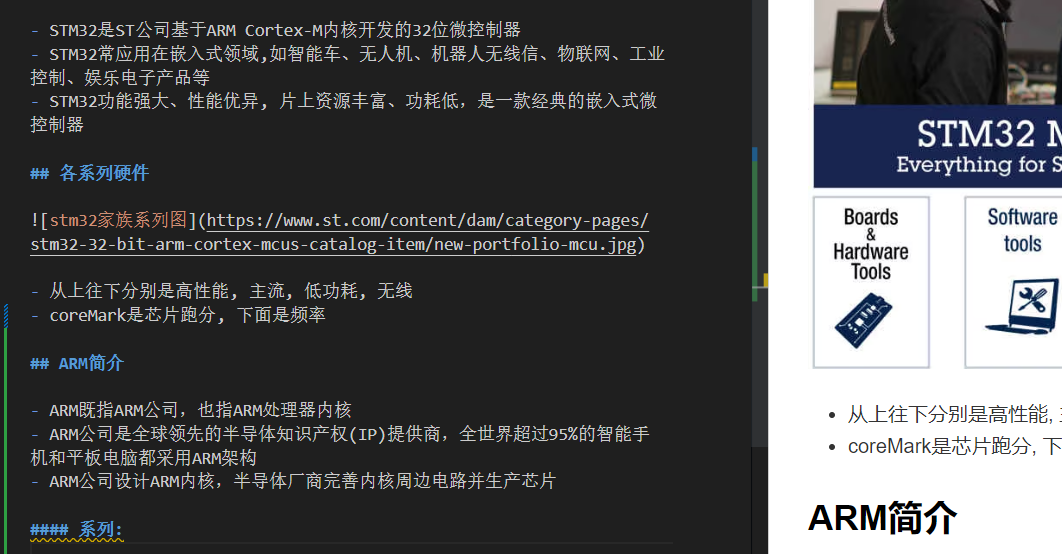 - STM32是ST公司基于ARM Cortex-M内核开发的32位微控制器
- STM32常应用在嵌入式领域,如智能车、无人机、机器人无线信、物联网、工业
控制、娱乐电子产品等
- STM32功能强大、性能优异, 片上资源丰富、功耗低，是一款经典的嵌入式微
控制器
## 各系列硬件
![stm32家族系列图](https://www.st.com/content/dam/category-pages/
stm32-32-bit-arm-cortex-mcus-catalog-item/new-portfolio-mcu.jpg)
- 从上往下分别是高性能, 主流, 低功耗, 无线
- coreMark是芯片跑分, 下面是频率
## ARM简介
- ARM既指ARM公司，也指ARM处理器内核
- ARM公司是全球领先的半导体知识产权(IP)提供商，全世界超过95%的智能手
机和平板电脑都采用ARM架构
- ARM公司设计ARM内核，半导体厂商完善内核周边电路并生产芯片
#### 系列:
STM32 M
Everything for S
Boards
&
Hardware
Tools
Software
tools
• 从上往下分别是高性能,
• coreMark是芯片跑分, 下
ARM简介